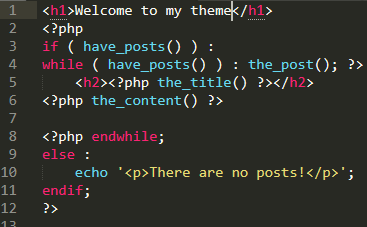 1 <h1>Welcome to my theme</h1>
2 <?php
3 if ( have_posts() ) :
4 while ( have_posts() ) : the_post(); ?>
5     <h2><?php the_title() ?></h2>
6 <?php the_content() ?>
7
8 <?php endwhile;
9 else :
10     echo '<p>There are no posts!</p>';
11 endif;
12 ?>